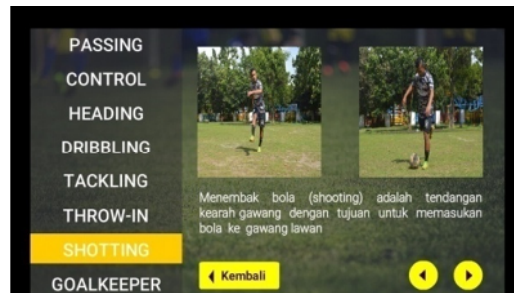 PASSING
CONTROL
HEADING
DRIBBLING
TACKLING
THROW-IN
SHOTTING
GOALKEEPER
Menembak bola (shooting) adalah tendangan
kearah gawang dengan tujuan untuk memasukan
bola ke gawang lawan
Kembali